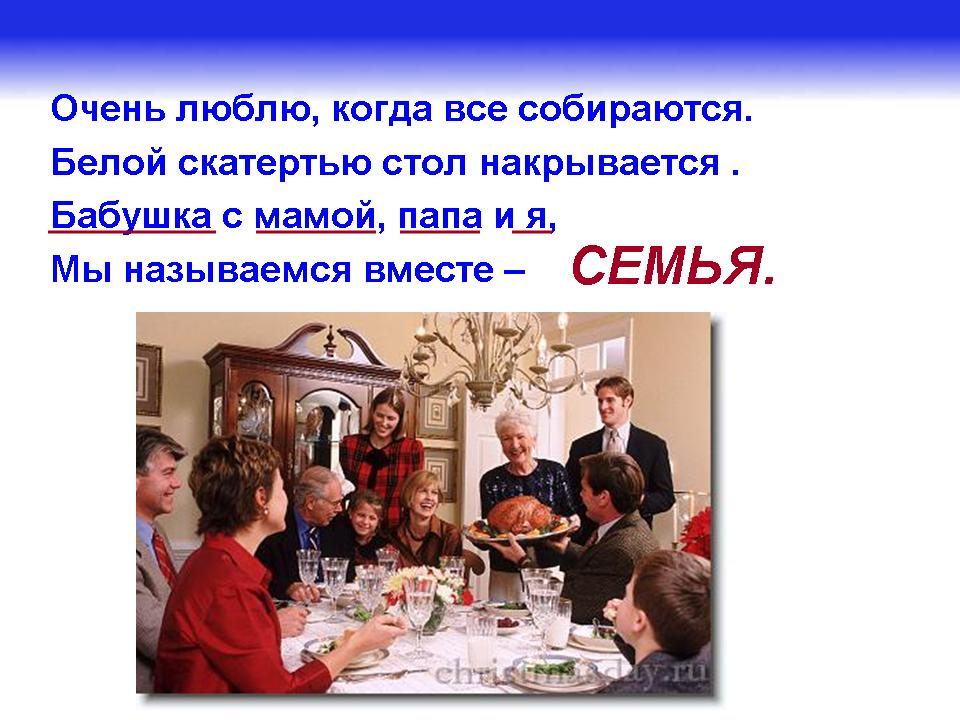 Очень люблю, когда все собираются.
Белой скатертью стол накрывается .
Бабушка с мамой, папа и я,
Мы называемся вместе – СЕМЬЯ.
christmasday.ru